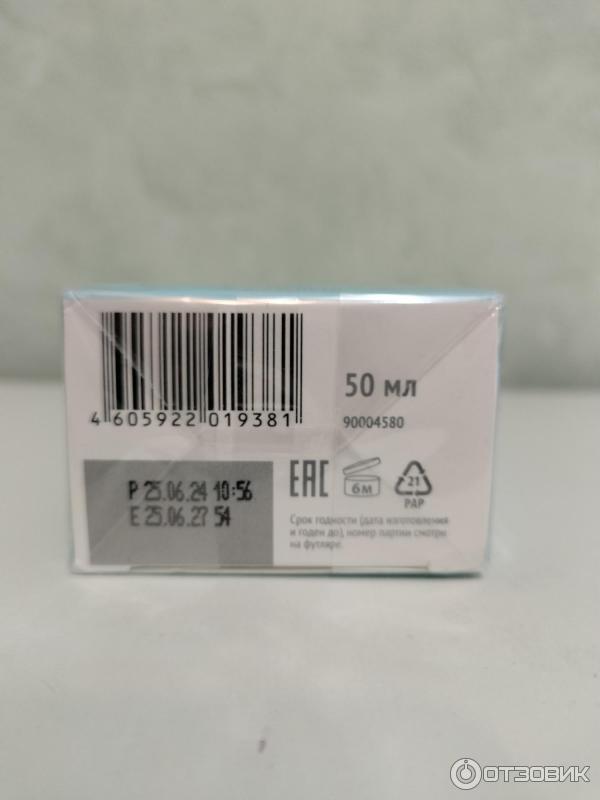 4 605922 019381
50 мл
90004580
P 25.06.24 10:56
E 25.06.27 54
EAC
6м
21
PAP
Срок годности (дата изготовления
и годен до), номер партии смотри
на футляре.
ОТЗОВИК